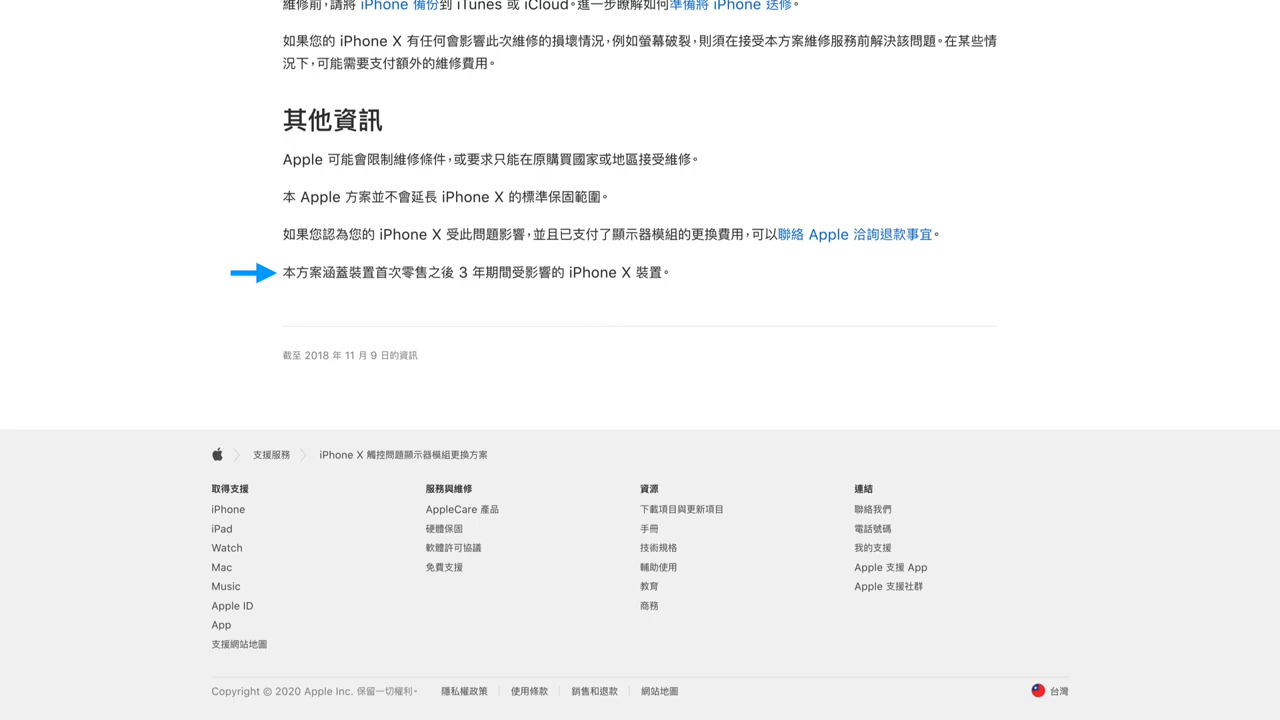 維修前，請將 iPhone 備份到 iTunes 或 iCloud。進一步瞭解如何準備將 iPhone 送修。
如果您的 iPhone X 有任何會影響此次維修的損壞情況，例如螢幕破裂，則須在接受本方案維修服務前解決該問題。在某些情
況下，可能需要支付額外的維修費用。
其他資訊
Apple 可能會限制維修條件，或要求只能在原購買國家或地區接受維修。
本 Apple 方案並不會延長 iPhone X 的標準保固範圍。
如果您認為您的 iPhone X 受此問題影響，並且已支付了顯示器模組的更換費用，可以聯絡 Apple 洽詢退款事宜。
本方案涵蓋裝置首次零售之後 3 年期間受影響的 iPhone X 裝置。
截至 2018 年 11 月 9 日的資訊
支援服務 iPhone X 觸控問題顯示器模組更換方案
取得支援
iPhone
iPad
Watch
Mac
Music
Apple ID
App
支援網站地圖
服務與維修
AppleCare 產品
硬體保固
軟體許可協議
免費支援
資源
下載項目與更新項目
手冊
技術規格
輔助使用
教育
商務
連結
聯絡我們
電話號碼
我的支援
Apple 支援 App
Apple 支援社群
Copyright © 2020 Apple Inc. 保留一切權利。 隱私權政策 使用條款 銷售和退款 網站地圖 台灣